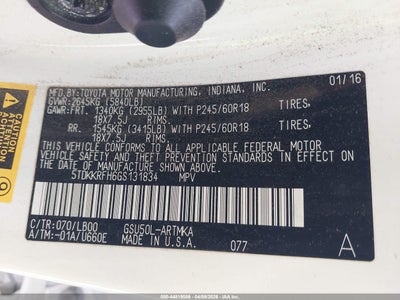 01/16
MFD.BY:TOYOTA MOTOR MANUFACTURING, INDIANA, INC.
GVWR:2645KG (5840LB)
GAWR:FRT. 1340KG (2955LB) WITH P245/60R18 TIRES,
18X7.5J RIMS,
RR. 1545KG (3415LB) WITH P245/60R18 TIRES,
18X7.5J RIMS,
THIS VEHICLE CONFORMS TO ALL APPLICABLE FEDERAL MOTOR
VEHICLE SAFETY, BUMPER, AND THEFT PREVENTION STANDARDS
IN EFFECT ON THE DATE OF MANUFACTURE SHOWN ABOVE.
5TDKKRFH6GS131834 MPV
C/TR:070/LB00 GSU50L-ARTMKA
A/TM:-01A/U660E MADE IN U.S.A. 077 A
CAUTION